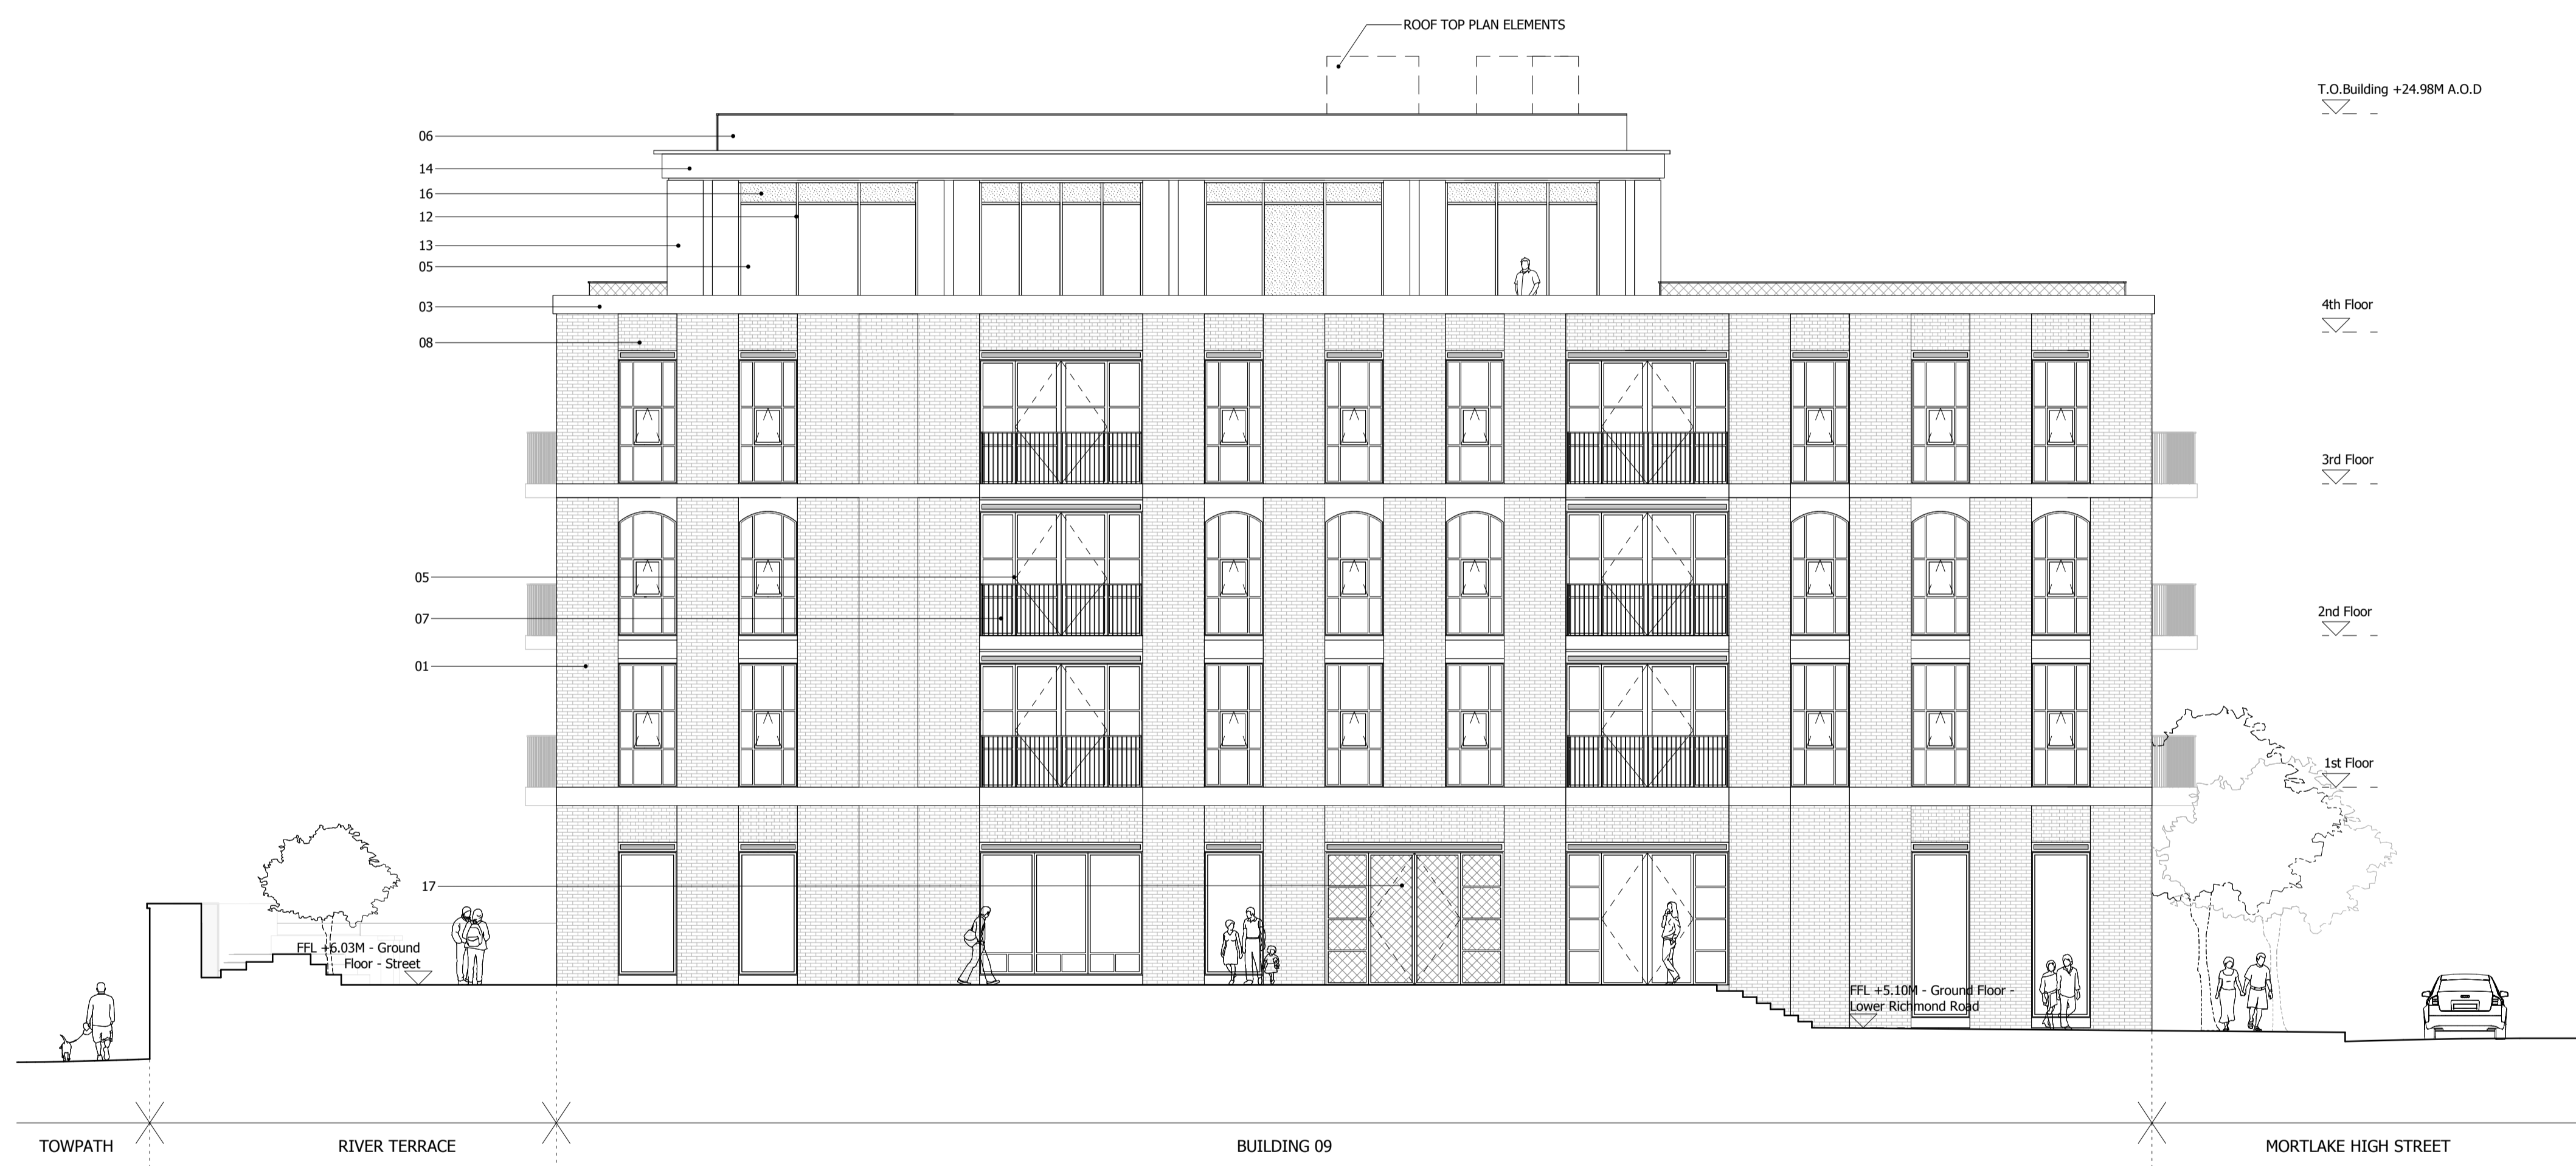 ROOF TOP PLAN ELEMENTS
T.O.Building +24.98M A.O.D
06
14
16
12
13
05
03
4th Floor
08
3rd Floor
05
2nd Floor
07
01
1st Floor
17
FFL +6.03M - Ground
Floor - Street
FFL +5.10M - Ground Floor -
Lower Richmond Road
TOWPATH
RIVER TERRACE
BUILDING 09
MORTLAKE HIGH STREET